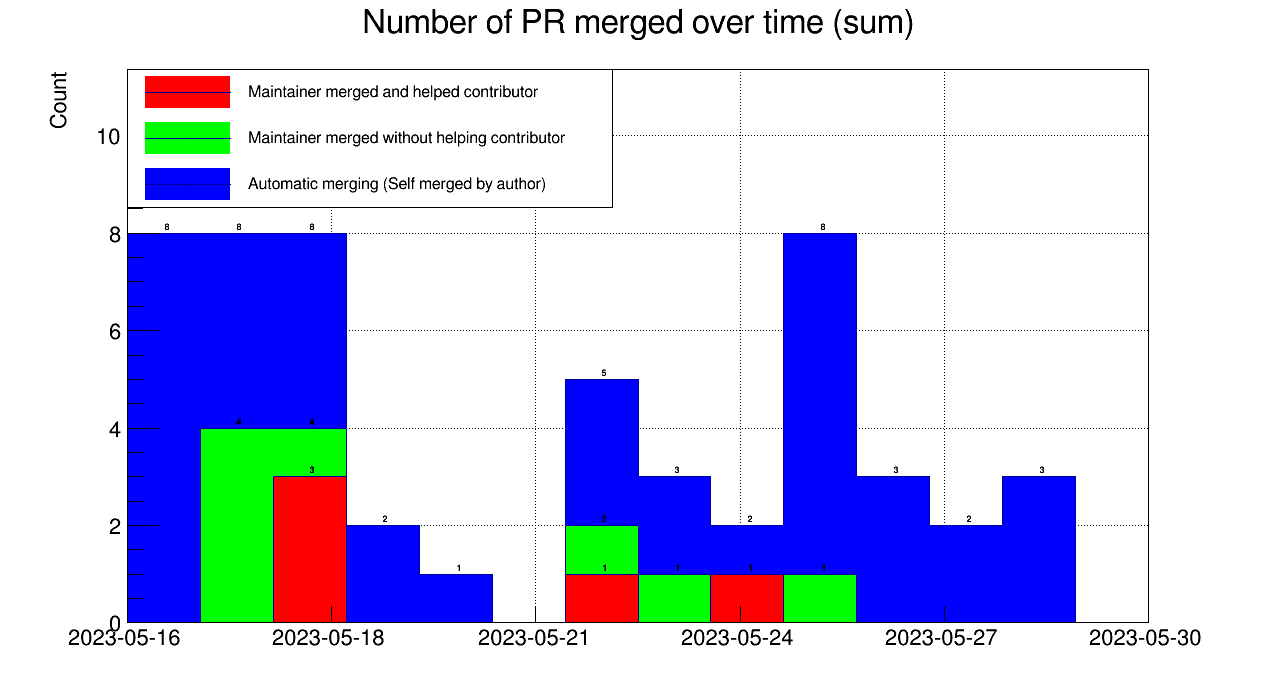 Number of PR merged over time (sum)
Count
Maintainer merged and helped contributor
Maintainer merged without helping contributor
Automatic merging (Self merged by author)
10
8
6
4
2
0
8 8 8 8
5
4 4
3 3 3 3
2 2 2 2
1 1 1 1 1
2023-05-16 2023-05-18 2023-05-21 2023-05-24 2023-05-27 2023-05-30